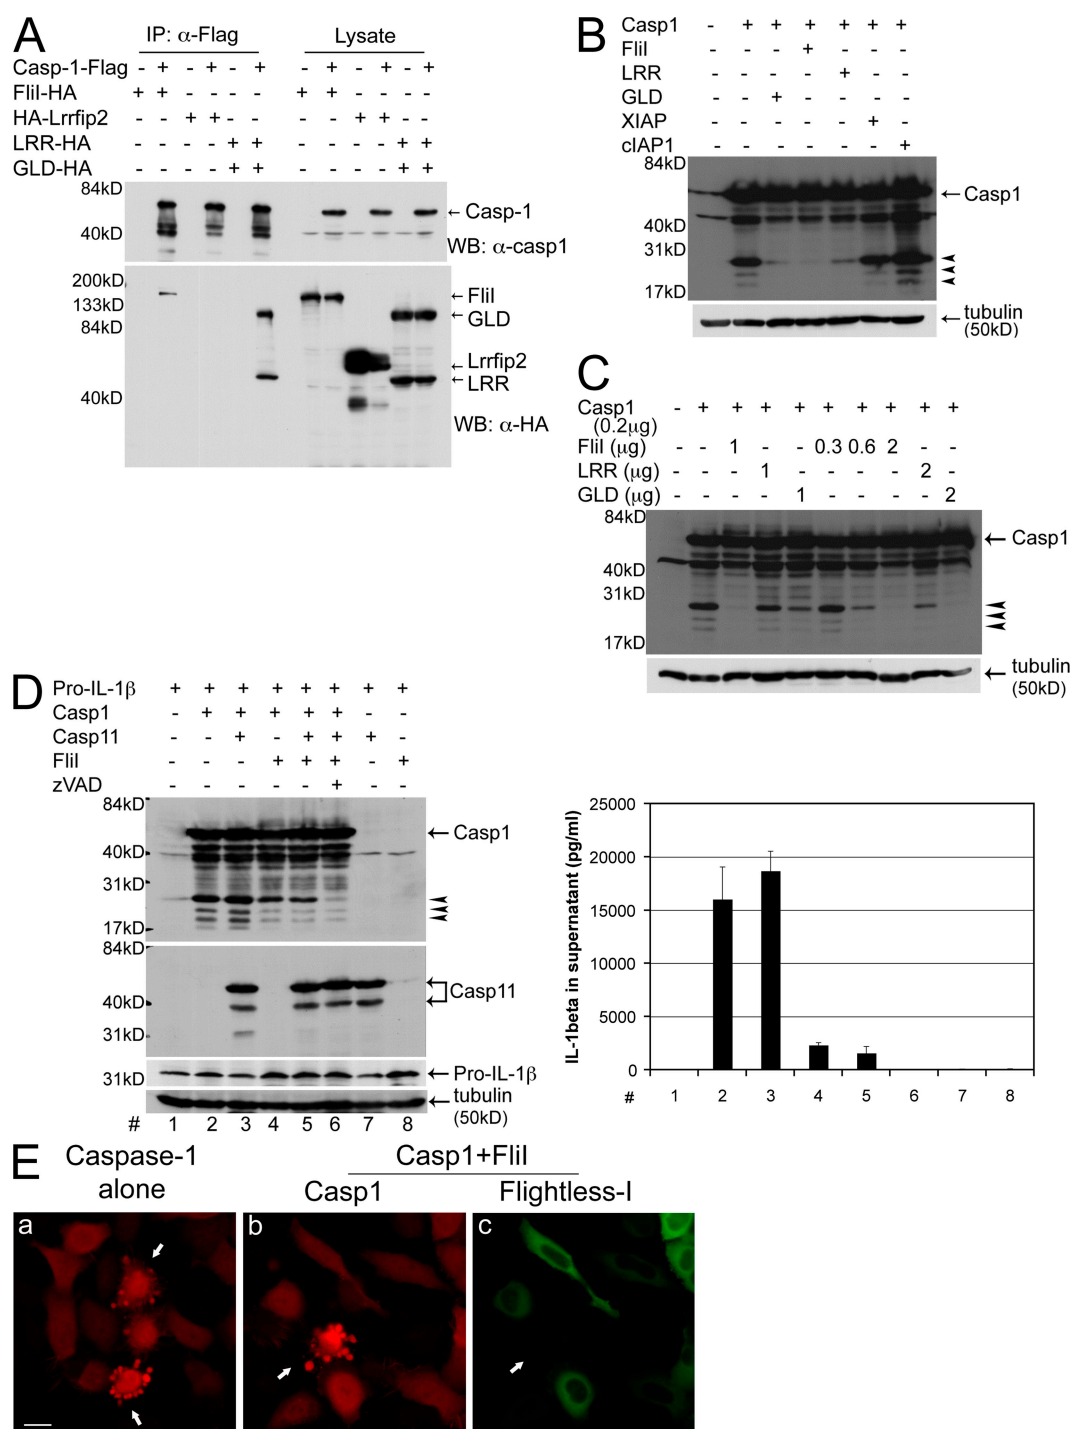 A
IP: α-Flag Lysate
Casp-1-Flag - + - + - + - + - + - +
FliI-HA + + - - - - + + - - - -
HA-Lrrfip2 - - + + - - - - + + - -
LRR-HA - - - - + + - - - - + +
GLD-HA - - - - + + - - - - + +
84kD
40kD
← Casp-1
WB: α-casp1
200kD
133kD
84kD
40kD
← FliI
← GLD
← Lrrfip2
← LRR
WB: α-HA
B
Casp1 - + + + + + +
FliI - - - + - - -
LRR - - - - + - -
GLD - - + - - - -
XIAP - - - - - + -
cIAP1 - - - - - - +
84kD
40kD
31kD
17kD
← Casp1
← tubulin
(50kD)
C
Casp1 - + + + + + + + + +
(0.2μg)
FliI (μg) - - 1 - - 0.3 0.6 2 - -
LRR (μg) - - - 1 - - - - 2 -
GLD (μg) - - - - 1 - - - - 2
84kD
40kD
31kD
17kD
← Casp1
← tubulin
(50kD)
D
Pro-IL-1β + + + + + + + +
Casp1 - + + + + + - -
Casp11 - - + - + + + -
FliI - - - + + + - +
zVAD - - - - - + - -
84kD
40kD
31kD
17kD
← Casp1
84kD
40kD
31kD
Casp11
31kD
← Pro-IL-1β
← tubulin
(50kD)
# 1 2 3 4 5 6 7 8
IL-1beta in supernatant (pg/ml)
25000
20000
15000
10000
5000
0
# 1 2 3 4 5 6 7 8
E
Caspase-1
alone
Casp1+FliI
Casp1 Flightless-I
a b c